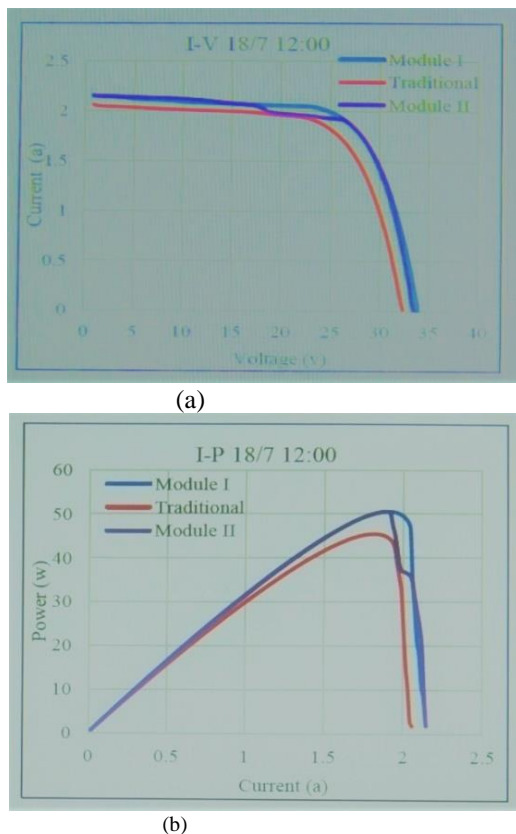 I-V 18/7 12:00
Module I
Traditional
Module II
2.5
2
1.5
1
0.5
0
Current (a)
0 5 10 15 20 25 30 35 40
Voltage (v)
(a)
I-P 18/7 12:00
Module I
Traditional
Module II
60
50
40
30
20
10
0
Power (w)
0 0.5 1 1.5 2 2.5
Current (a)
(b)